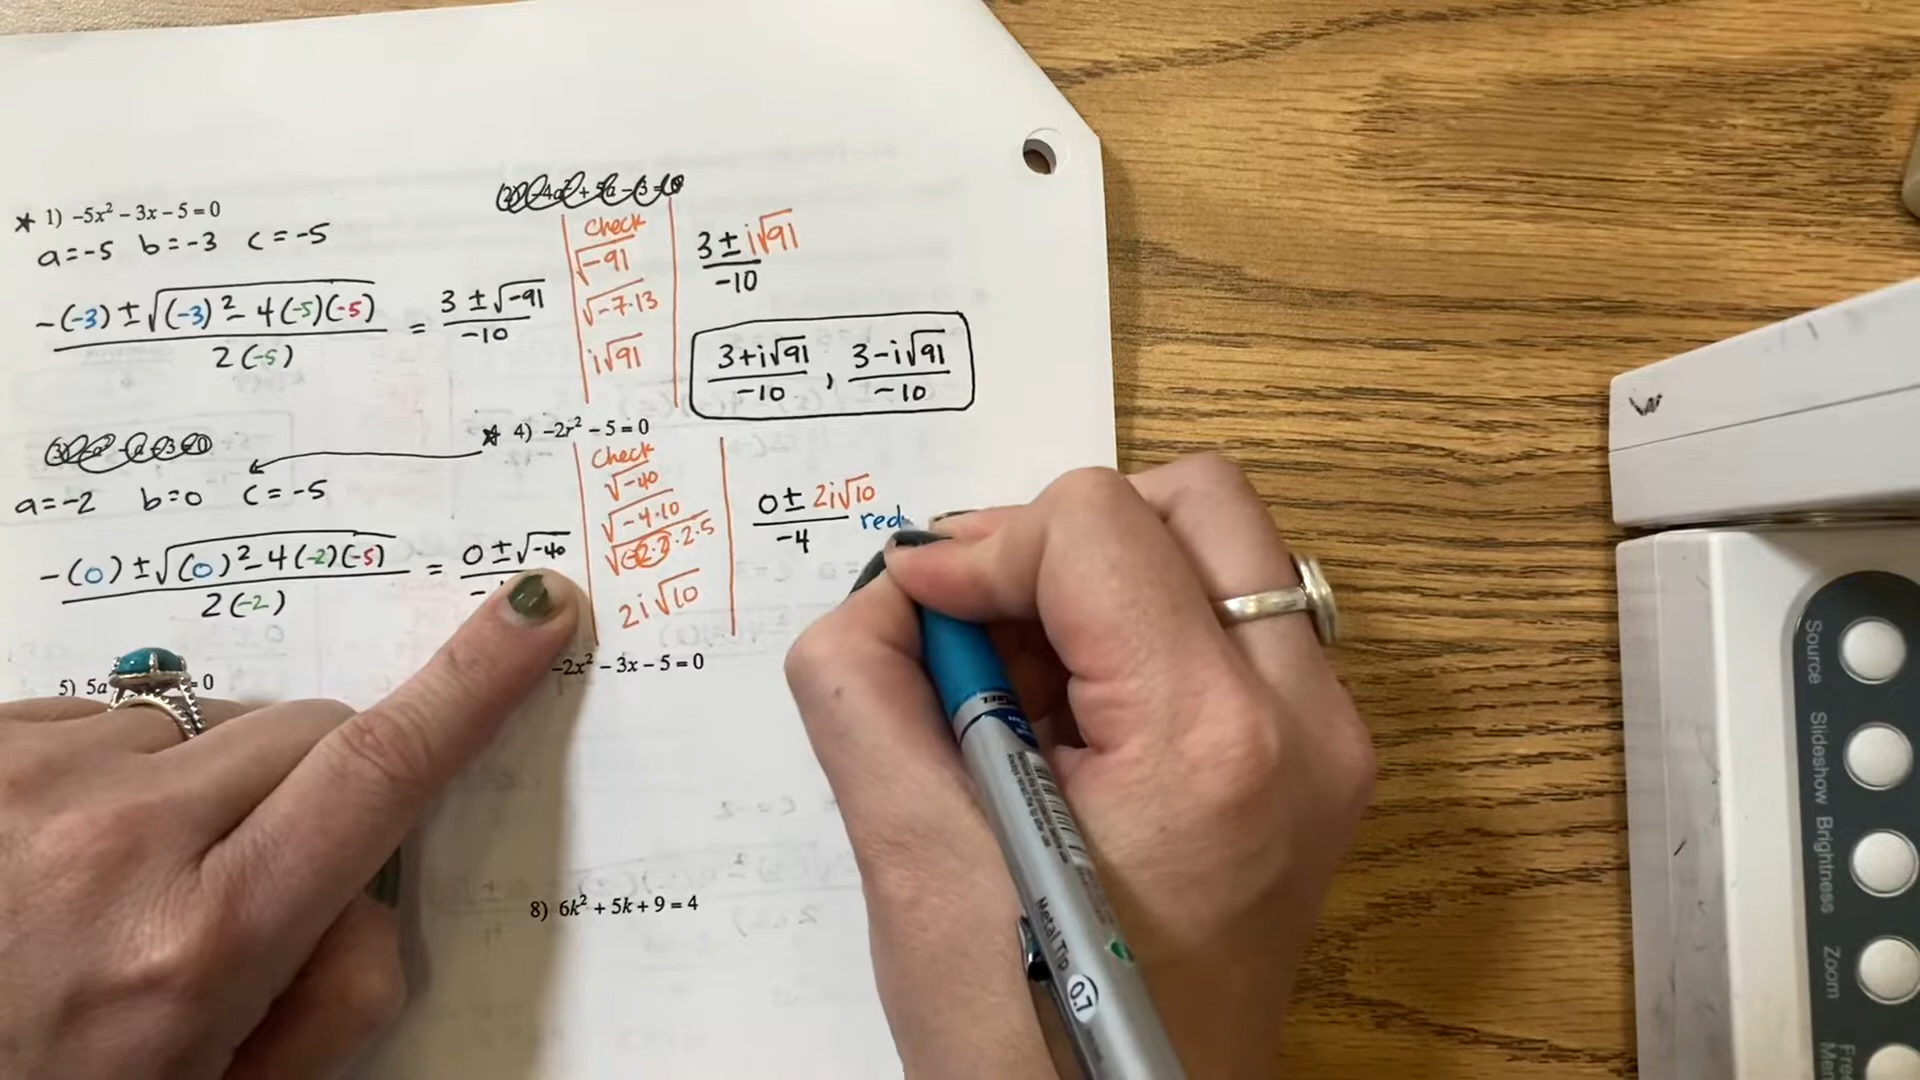 * 1) -5x² - 3x - 5 = 0
a = -5 b = -3 c = -5
-(-3) ± √(-3)² - 4(-5)(-5) / 2(-5) = 3 ± √-91 / -10
check
√-91
√-7·13
i√91
3 ± i√91 / -10
3+i√91 / -10 , 3-i√91 / -10
* 4) -2r² - 5 = 0
a = -2 b = 0 c = -5
-(0) ± √(0)² - 4(-2)(-5) / 2(-2) = 0 ± √-40
check
√-40
√-4·10
2i√10
0 ± 2i√10 / -4
red
5) 5a = 0
-2x² - 3x - 5 = 0
8) 6k² + 5k + 9 = 4
Metal Tip 0.7
Source
Slideshow
Brightness
Zoom